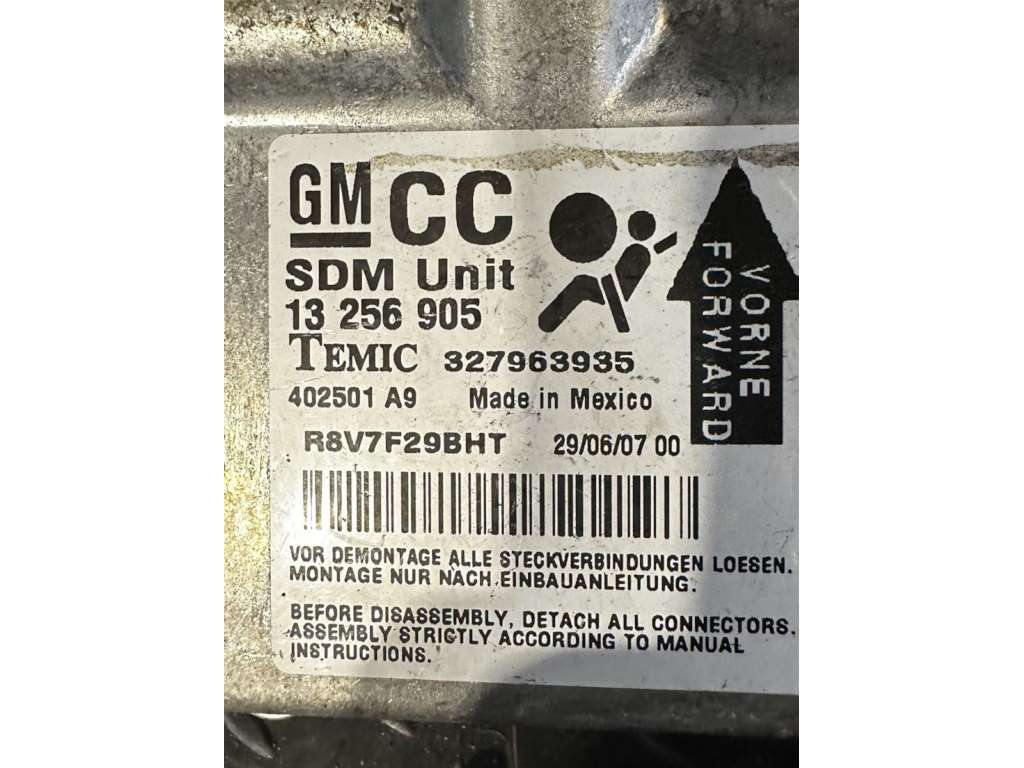 GM CC
SDM Unit
13 256 905
TEMIC 327963935
402501 A9 Made in Mexico
R8V7F29BHT 29/06/07 00
VORNE
FORWARD
VOR DEMONTAGE ALLE STECKVERBINDUNGEN LOESEN.
MONTAGE NUR NACH EINBAUANLEITUNG.
BEFORE DISASSEMBLY, DETACH ALL CONNECTORS.
ASSEMBLY STRICTLY ACCORDING TO MANUAL
INSTRUCTIONS.